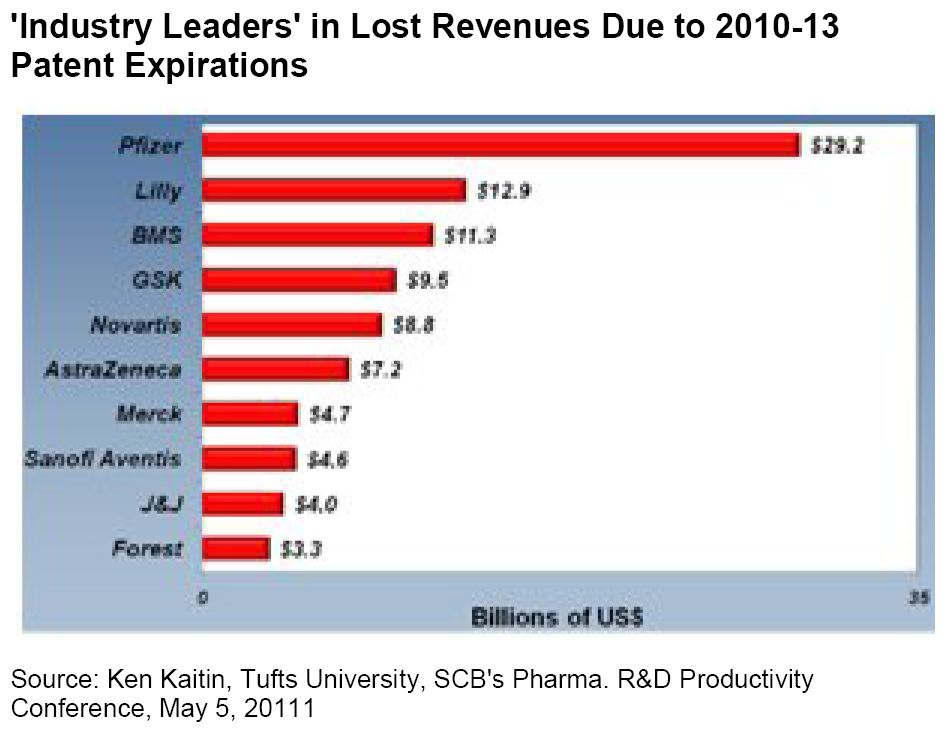 'Industry Leaders' in Lost Revenues Due to 2010-13
Patent Expirations
Pfizer $29.2
Lilly $12.9
BMS $11.3
GSK $9.5
Novartis $8.8
AstraZeneca $7.2
Merck $4.7
Sanofi Aventis $4.6
J&J $4.0
Forest $3.3
0 35
Billions of US$
Source: Ken Kaitin, Tufts University, SCB's Pharma. R&D Productivity
Conference, May 5, 20111